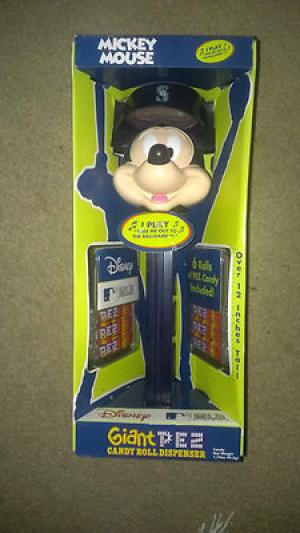 MICKEY
MOUSE
I PLAY
S
I PLAY
TAKE ME OUT TO
THE BALLGAME
Disney
6 Rolls
of PEZ Candy
Included!
PEZ
PEZ
PEZ
Over 12 inches Tall
Disney
Giant PEZ
CANDY ROLL DISPENSER